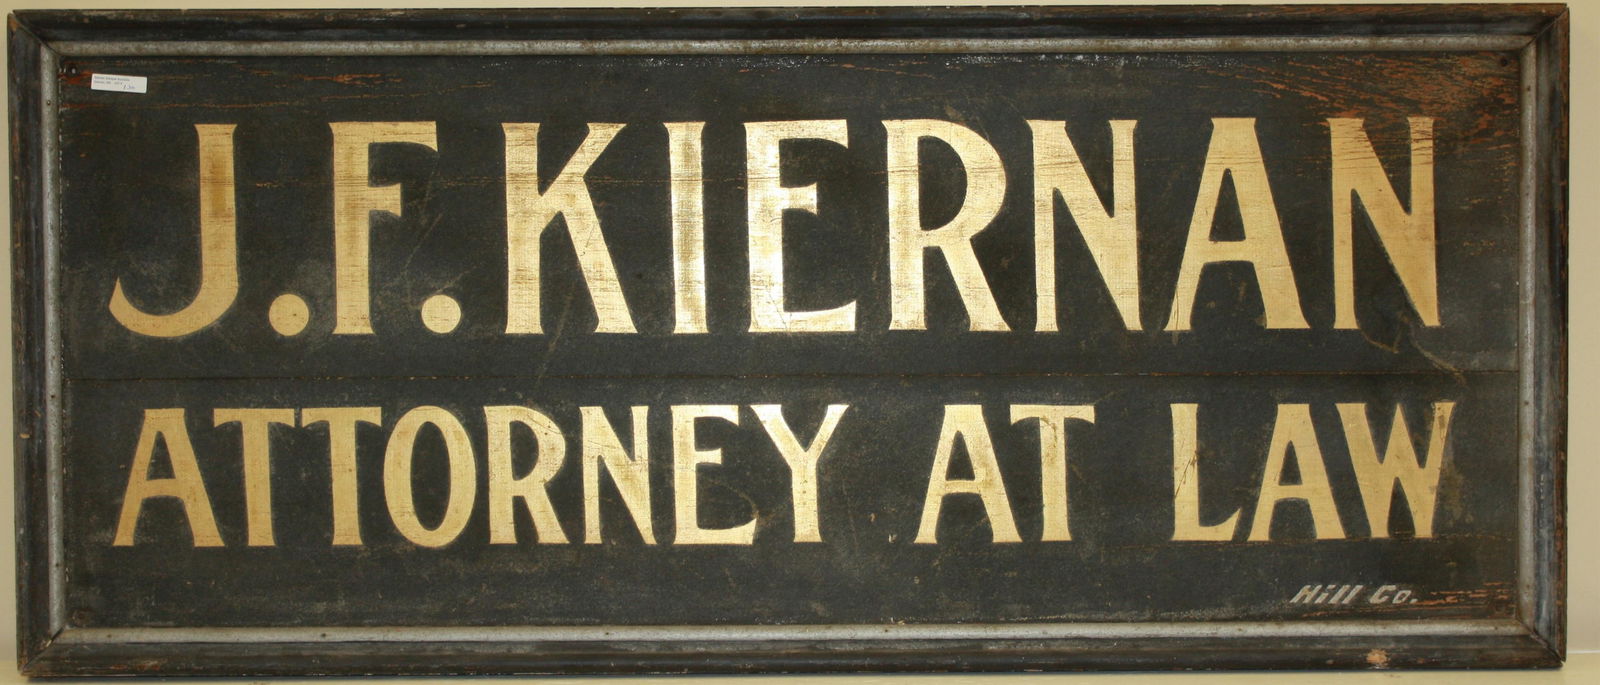 J.F. KIERNAN
ATTORNEY AT LAW
Hill Co.